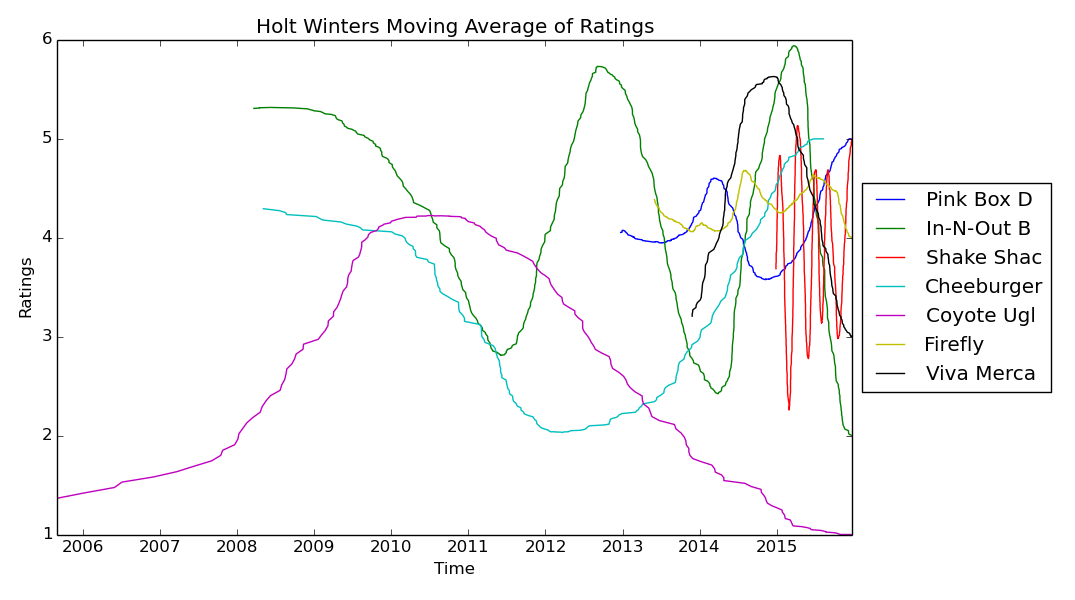 Holt Winters Moving Average of Ratings
6
5
4
3
2
1
Ratings
2006 2007 2008 2009 2010 2011 2012 2013 2014 2015
Time
Pink Box D
In-N-Out B
Shake Shac
Cheeburger
Coyote Ugl
Firefly
Viva Merca